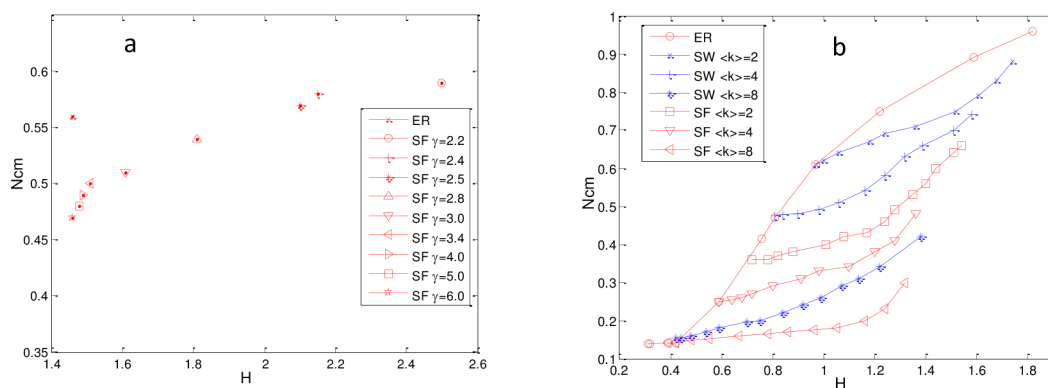 a
0.6
0.55
0.5
0.45
0.4
0.35
Ncm
1.4
1.6
1.8
2
2.2
2.4
2.6
H
ER
SF γ=2.2
SF γ=2.4
SF γ=2.5
SF γ=2.8
SF γ=3.0
SF γ=3.4
SF γ=4.0
SF γ=5.0
SF γ=6.0
b
1
0.9
0.8
0.7
0.6
0.5
0.4
0.3
0.2
0.1
Ncm
0.2
0.4
0.6
0.8
1
1.2
1.4
1.6
1.8
H
ER
SW <k>=2
SW <k>=4
SW <k>=8
SF <k>=2
SF <k>=4
SF <k>=8